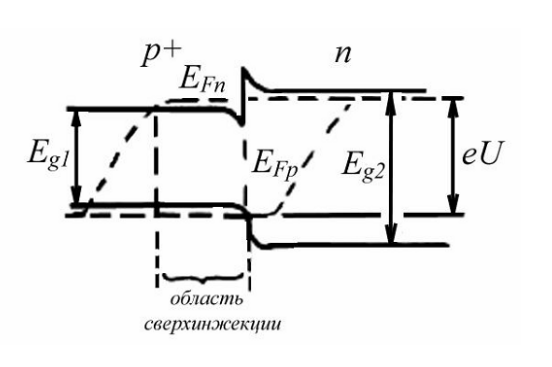 p+
n
E_Fn
E_g1
E_Fp
E_g2
eU
область
сверхинжекции